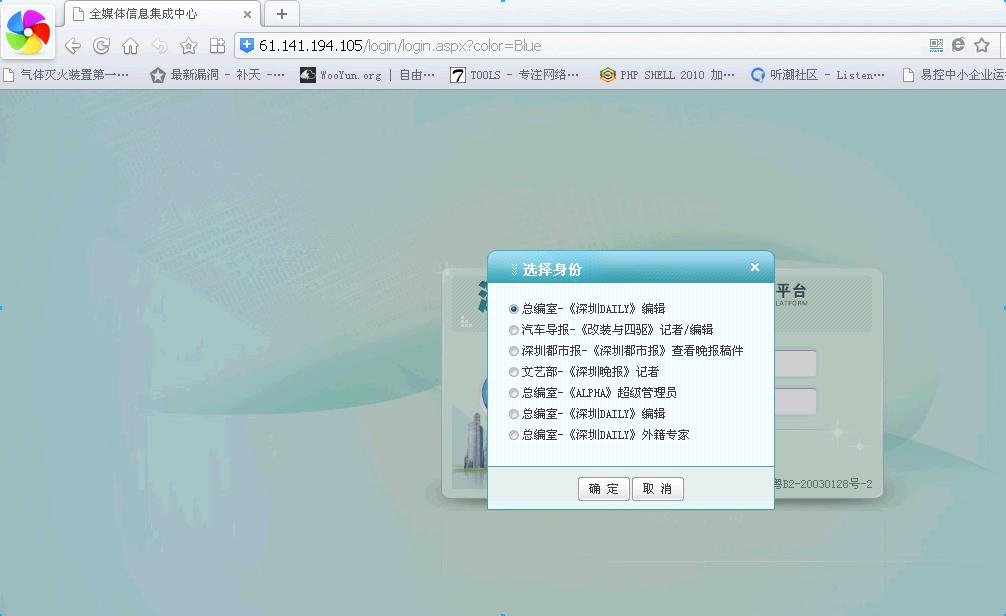 全媒体信息集成中心
61.141.194.105/login/login.aspx?color=Blue
气体灭火装置第一… 最新漏洞 - 补天 -… WooYun.org | 自由… TOOLS - 专注网络… PHP SHELL 2010 加… 听潮社区 - Listen… 易控中小企业运
选择身份
平台
LATFORM
总编室-《深圳DAILY》编辑
汽车导报-《改装与四驱》记者/编辑
深圳都市报-《深圳都市报》查看晚报稿件
文艺部-《深圳晚报》记者
总编室-《ALPHA》超级管理员
总编室-《深圳DAILY》编辑
总编室-《深圳DAILY》外籍专家
粤B2-20030128号-2
确 定 取 消